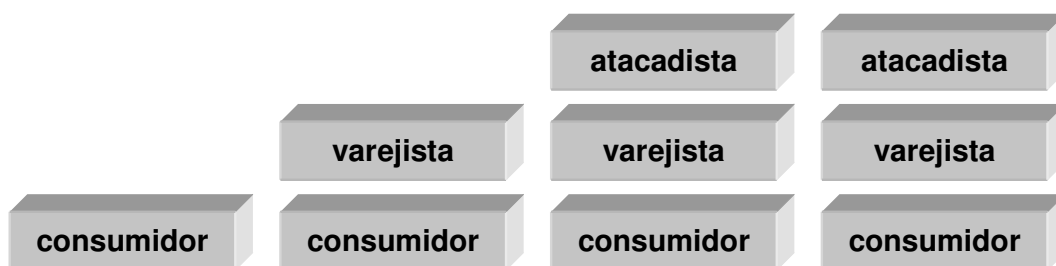 atacadista atacadista
varejista varejista varejista
consumidor consumidor consumidor consumidor